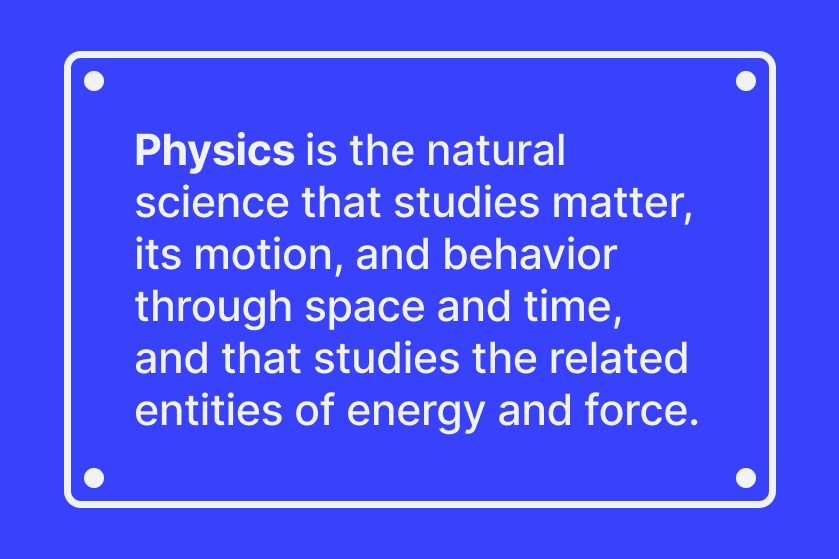 Physics is the natural
science that studies matter,
its motion, and behavior
through space and time,
and that studies the related
entities of energy and force.